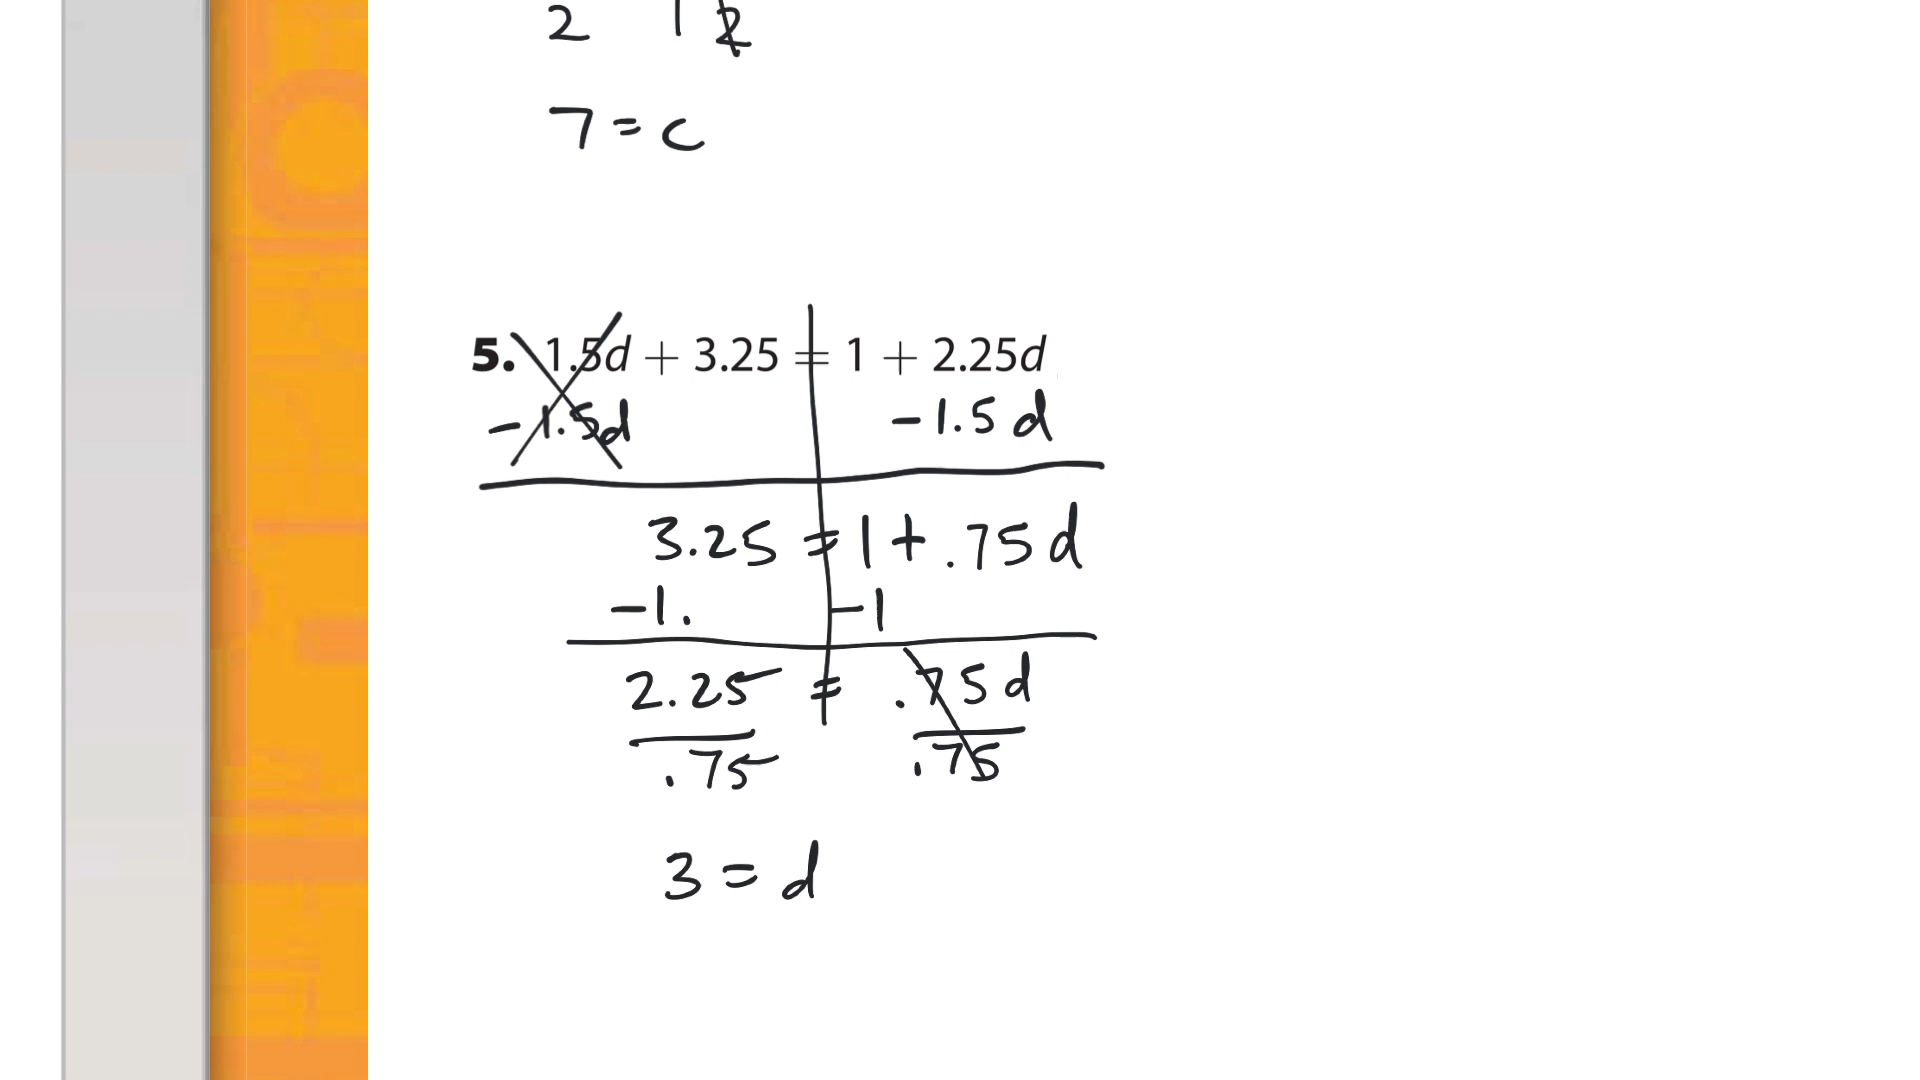 2 1 2
7 = c
5. 1.5d + 3.25 = 1 + 2.25d
- 1.5d - 1.5d
3.25 = 1 + .75d
- 1. - 1
2.25 = .75d
.75 .75
3 = d